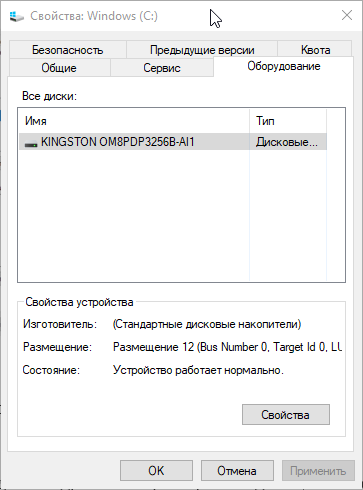 Свойства: Windows (C:)
Безопасность Предыдущие версии Квота
Общие Сервис Оборудование
Все диски:
Имя Тип
KINGSTON OM8PDP3256B-AI1 Дисковые...
Свойства устройства
Изготовитель: (Стандартные дисковые накопители)
Размещение: Размещение 12 (Bus Number 0, Target Id 0, LU
Состояние: Устройство работает нормально.
Свойства
OK Отмена Применить